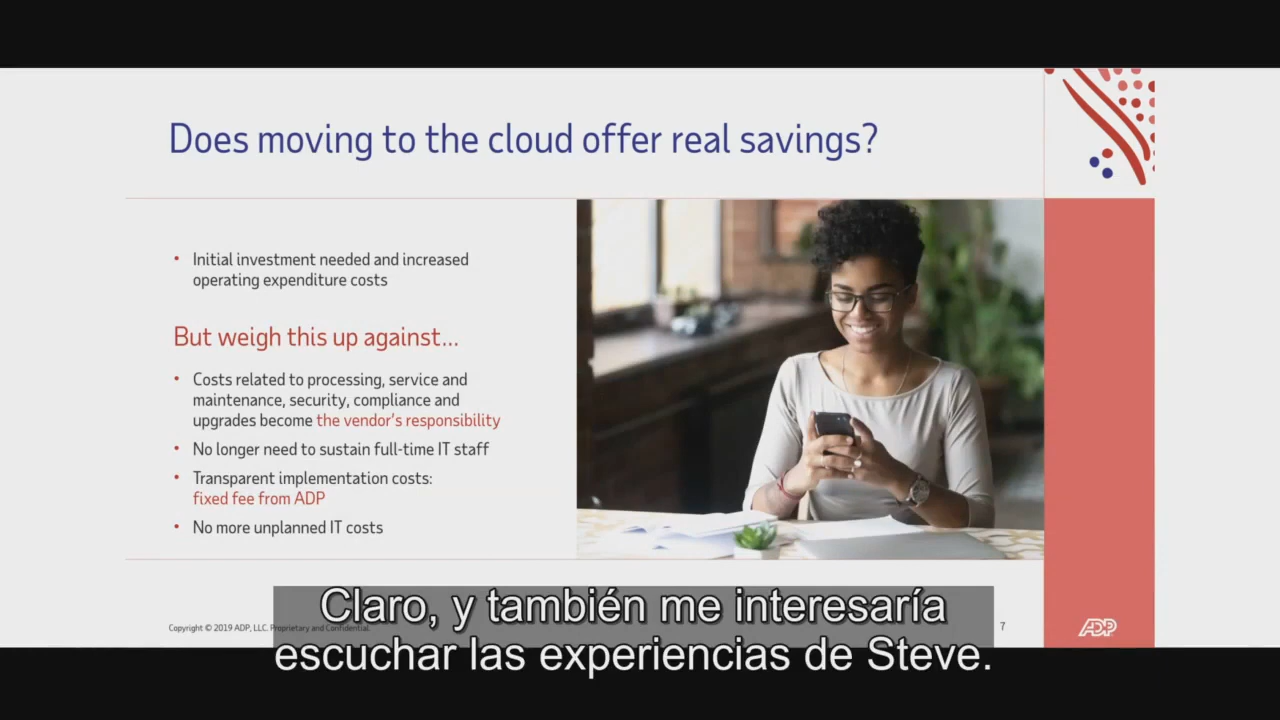 Does moving to the cloud offer real savings?
• Initial investment needed and increased
operating expenditure costs
But weigh this up against...
• Costs related to processing, service and
maintenance, security, compliance and
upgrades become the vendor's responsibility
• No longer need to sustain full-time IT staff
• Transparent implementation costs:
fixed fee from ADP
• No more unplanned IT costs
Copyright © 2019 ADP, LLC. Proprietary and Confidential.
7
ADP
Claro, y también me interesaría
escuchar las experiencias de Steve.